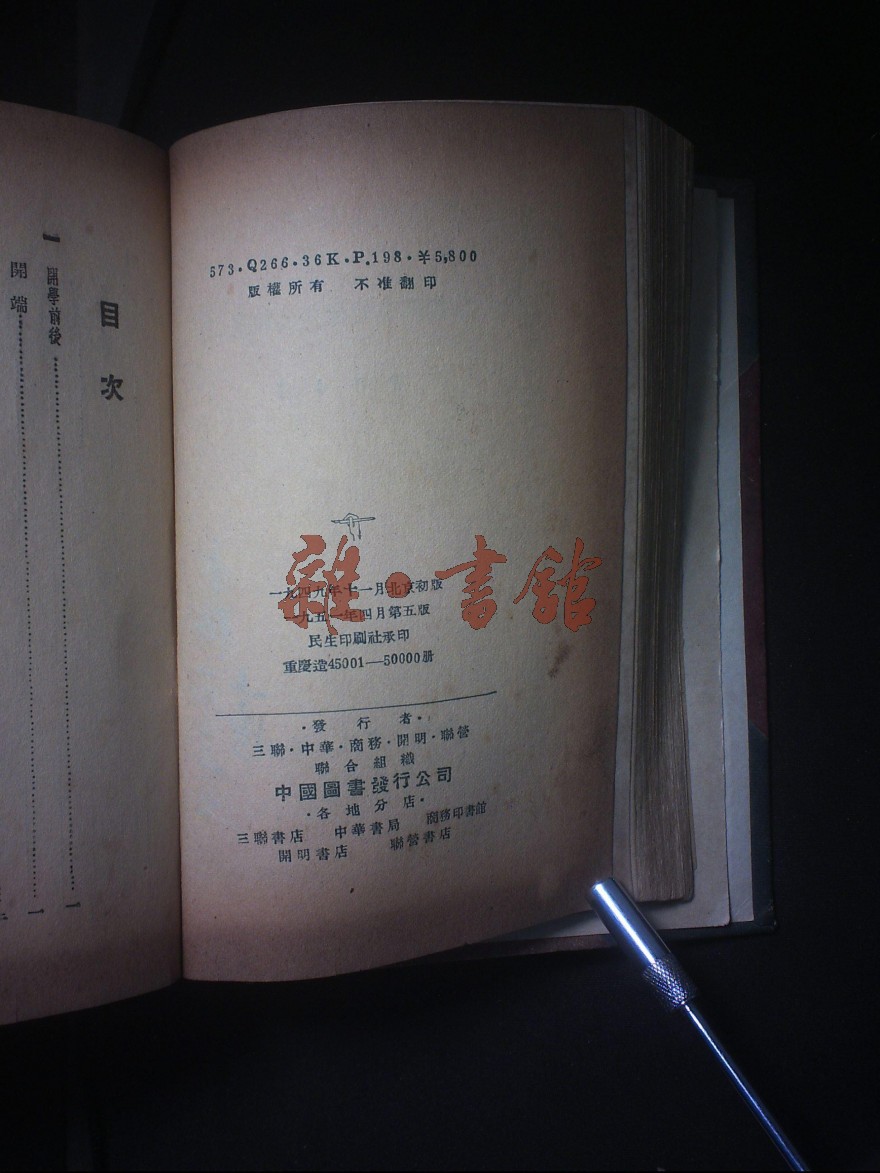 573·Q266·36K·P.198·¥5,800
版權所有 不准翻印
雜·書館
一九四九年十一月北京初版
一九五一年四月第五版
民生印刷社承印
重慶造45001—50000册
·發行者·
三聯·中華·商務·開明·聯營
聯合組織
中國圖書發行公司
·各地分店·
三聯書店 中華書局 商務印書館
開明書店 聯營書店
目次
一 開學前後……一
開端……一